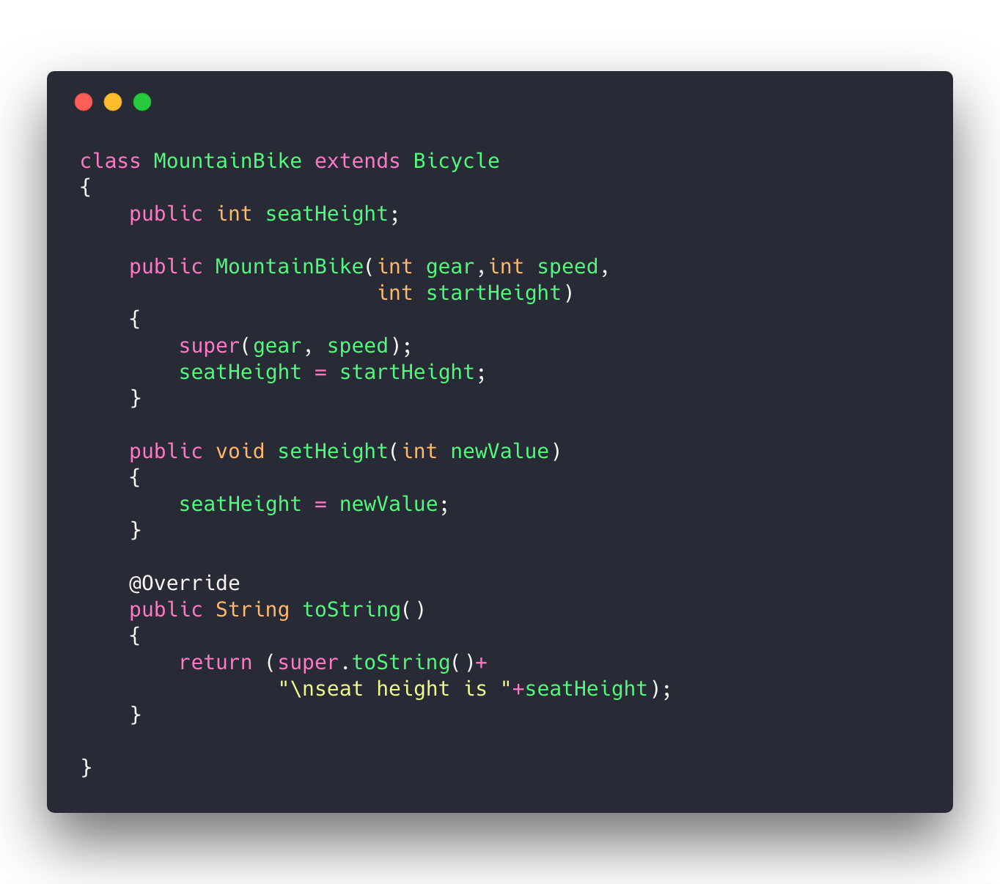 class MountainBike extends Bicycle
{
    public int seatHeight;

    public MountainBike(int gear,int speed,
                        int startHeight)
    {
        super(gear, speed);
        seatHeight = startHeight;
    }

    public void setHeight(int newValue)
    {
        seatHeight = newValue;
    }

    @Override
    public String toString()
    {
        return (super.toString()+
                "\nseat height is "+seatHeight);
    }

}